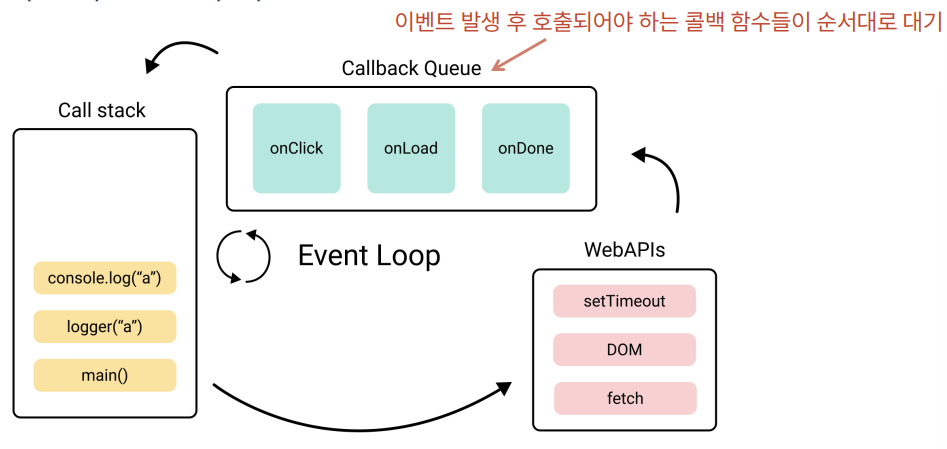 이벤트 발생 후 호출되어야 하는 콜백 함수들이 순서대로 대기
Callback Queue
Call stack
onClick
onLoad
onDone
Event Loop
WebAPIs
console.log(“a”)
logger(“a”)
main()
setTimeout
DOM
fetch